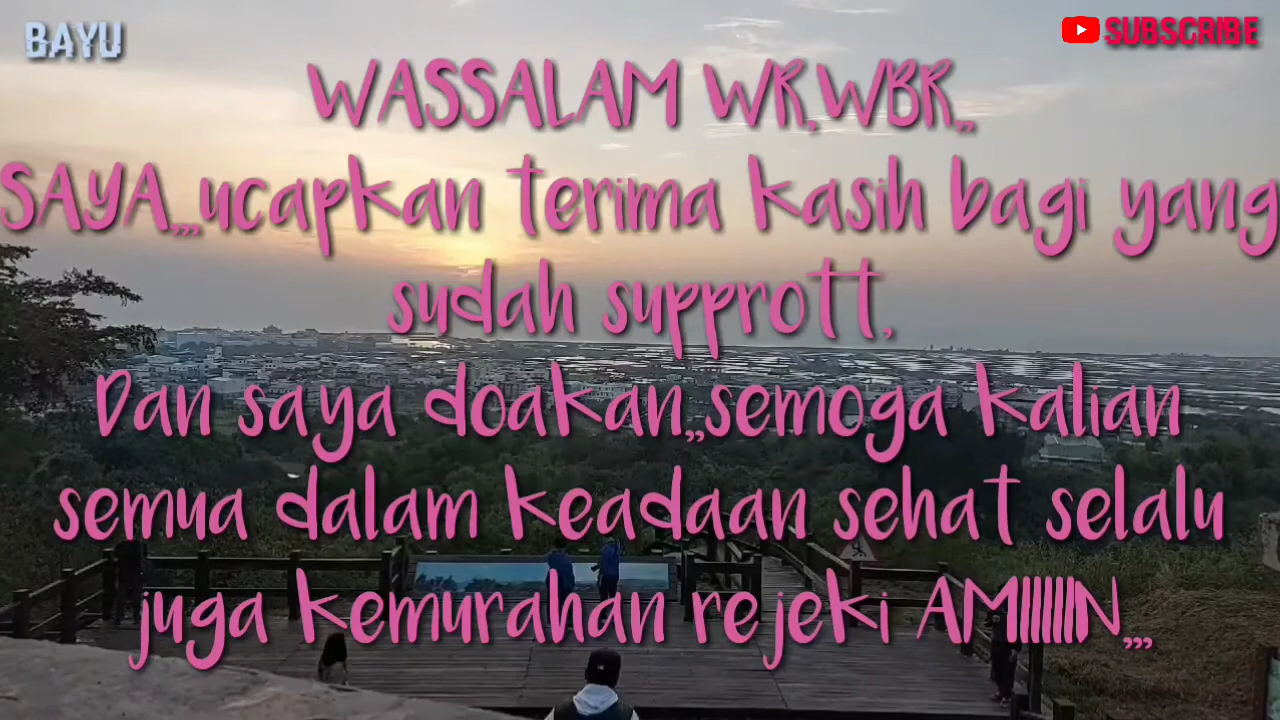 BAYU
SUBSCRIBE
WASSALAM WR,WBR,,
SAYA,,,ucapkan terima kasih bagi yang
sudah supprott,
Dan saya doakan,,semoga kalian
semua dalam keadaan sehat selalu
juga kemurahan rejeki AMIIIIIIN,,,